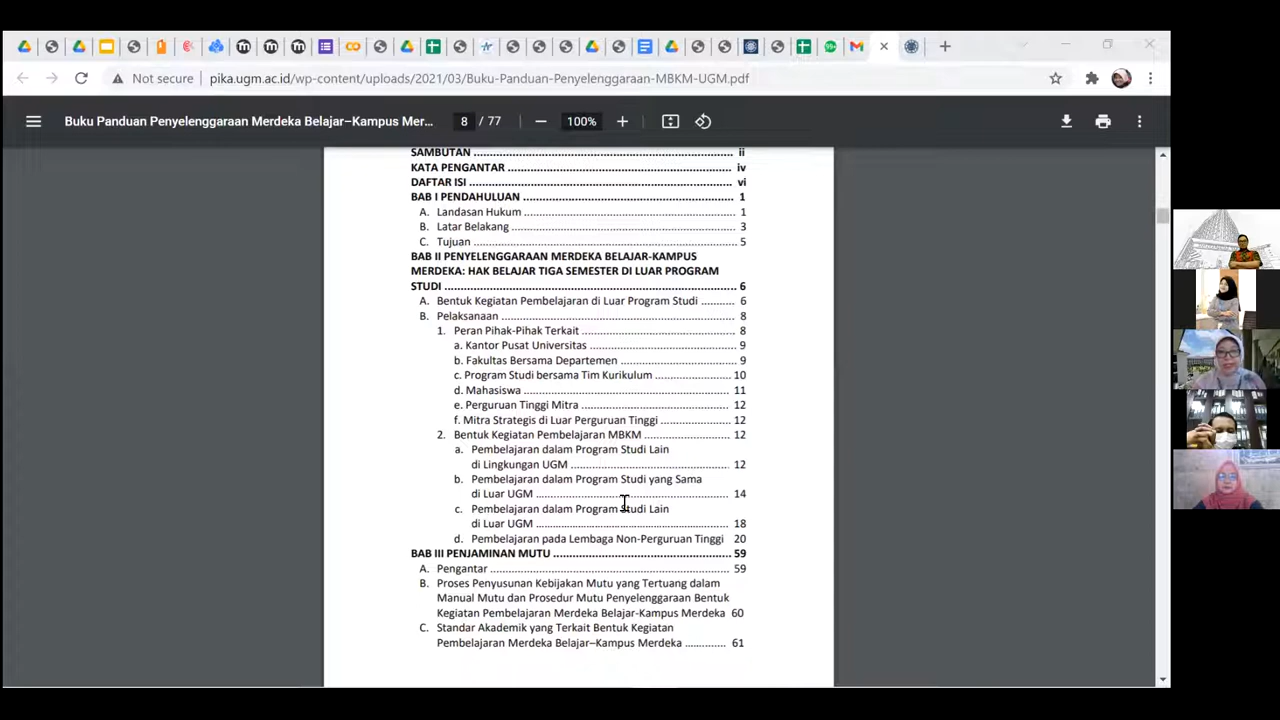 Not secure
pika.ugm.ac.id/wp-content/uploads/2021/03/Buku-Panduan-Penyelenggaraan-MBKM-UGM.pdf
Buku Panduan Penyelenggaraan Merdeka Belajar–Kampus Mer... 8 / 77 100%
SAMBUTAN ........................................................................ ii
KATA PENGANTAR ............................................................ iv
DAFTAR ISI ....................................................................... vi
BAB I PENDAHULUAN ......................................................... 1
A. Landasan Hukum ............................................................ 1
B. Latar Belakang ............................................................... 3
C. Tujuan .......................................................................... 5
BAB II PENYELENGGARAAN MERDEKA BELAJAR-KAMPUS
MERDEKA: HAK BELAJAR TIGA SEMESTER DI LUAR PROGRAM
STUDI ................................................................................. 6
A. Bentuk Kegiatan Pembelajaran di Luar Program Studi ........... 6
B. Pelaksanaan .................................................................. 8
1. Peran Pihak-Pihak Terkait ............................................. 8
a. Kantor Pusat Universitas ........................................... 9
b. Fakultas Bersama Departemen .................................. 9
c. Program Studi bersama Tim Kurikulum ....................... 10
d. Mahasiswa ............................................................. 11
e. Perguruan Tinggi Mitra ............................................. 12
f. Mitra Strategis di Luar Perguruan Tinggi ...................... 12
2. Bentuk Kegiatan Pembelajaran MBKM ........................... 12
a. Pembelajaran dalam Program Studi Lain
di Lingkungan UGM ................................................. 12
b. Pembelajaran dalam Program Studi yang Sama
di Luar UGM ........................................................... 14
c. Pembelajaran dalam Program Studi Lain
di Luar UGM ........................................................... 18
d. Pembelajaran pada Lembaga Non-Perguruan Tinggi 20
BAB III PENJAMINAN MUTU .................................................. 59
A. Pengantar ...................................................................... 59
B. Proses Penyusunan Kebijakan Mutu yang Tertuang dalam
Manual Mutu dan Prosedur Mutu Penyelenggaraan Bentuk
Kegiatan Pembelajaran Merdeka Belajar-Kampus Merdeka 60
C. Standar Akademik yang Terkait Bentuk Kegiatan
Pembelajaran Merdeka Belajar–Kampus Merdeka ............. 61